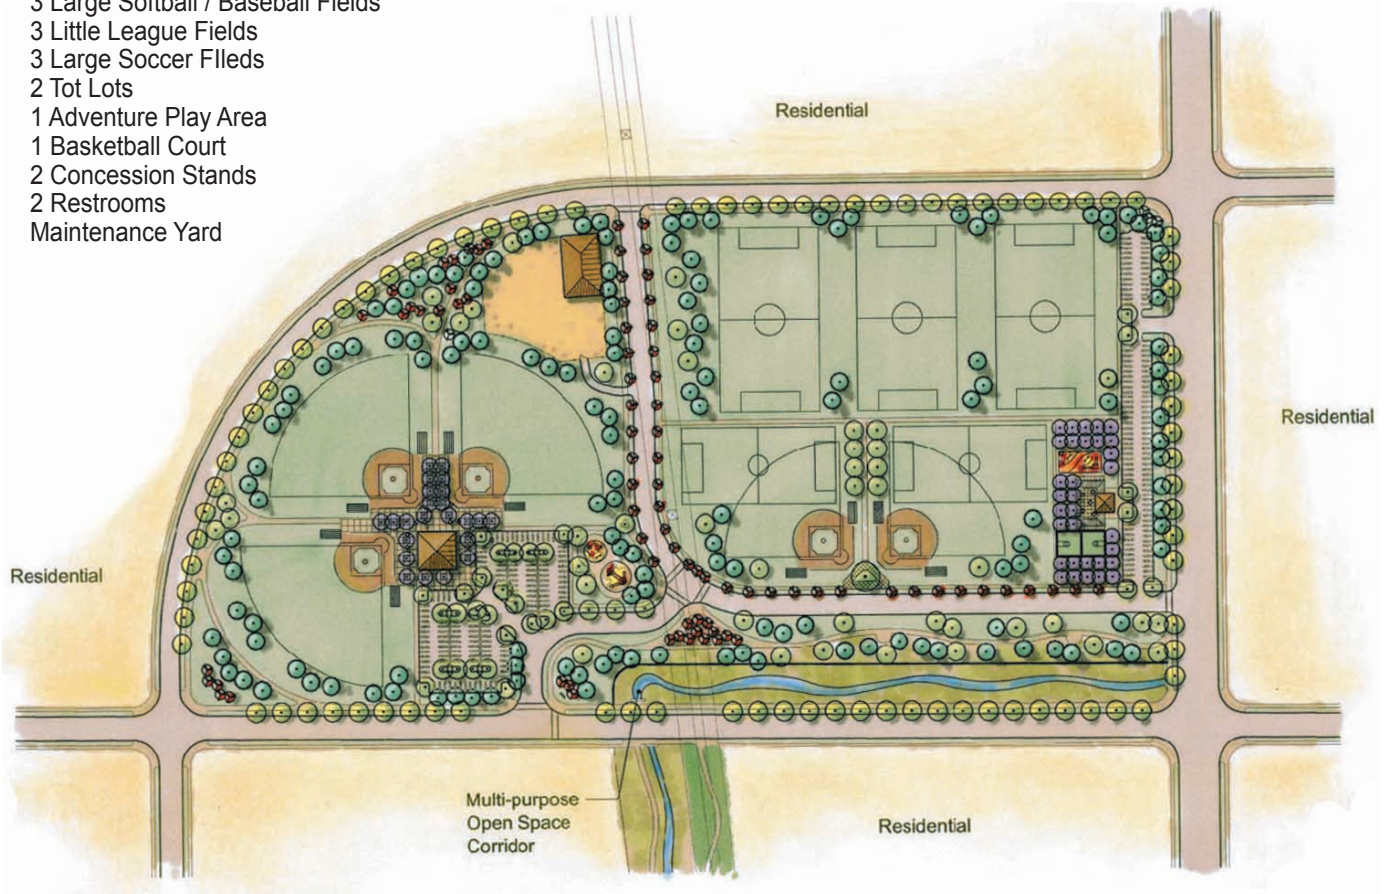 3 Large Softball / Baseball Fields
3 Little League Fields
3 Large Soccer FIleds
2 Tot Lots
1 Adventure Play Area
1 Basketball Court
2 Concession Stands
2 Restrooms
Maintenance Yard
Residential
Residential
Residential
Multi-purpose
Open Space
Corridor
Residential